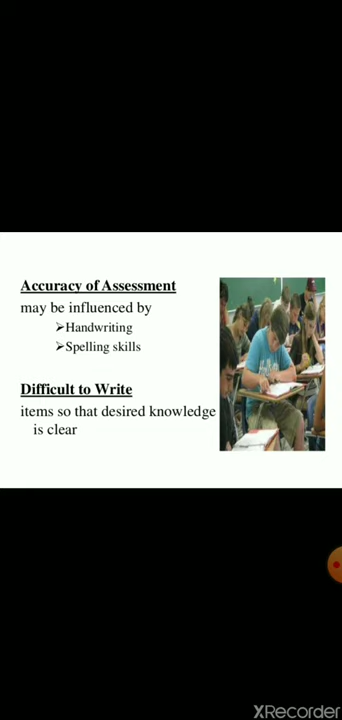 Accuracy of Assessment
may be influenced by
➢Handwriting
➢Spelling skills
Difficult to Write
items so that desired knowledge
is clear
XRecorder